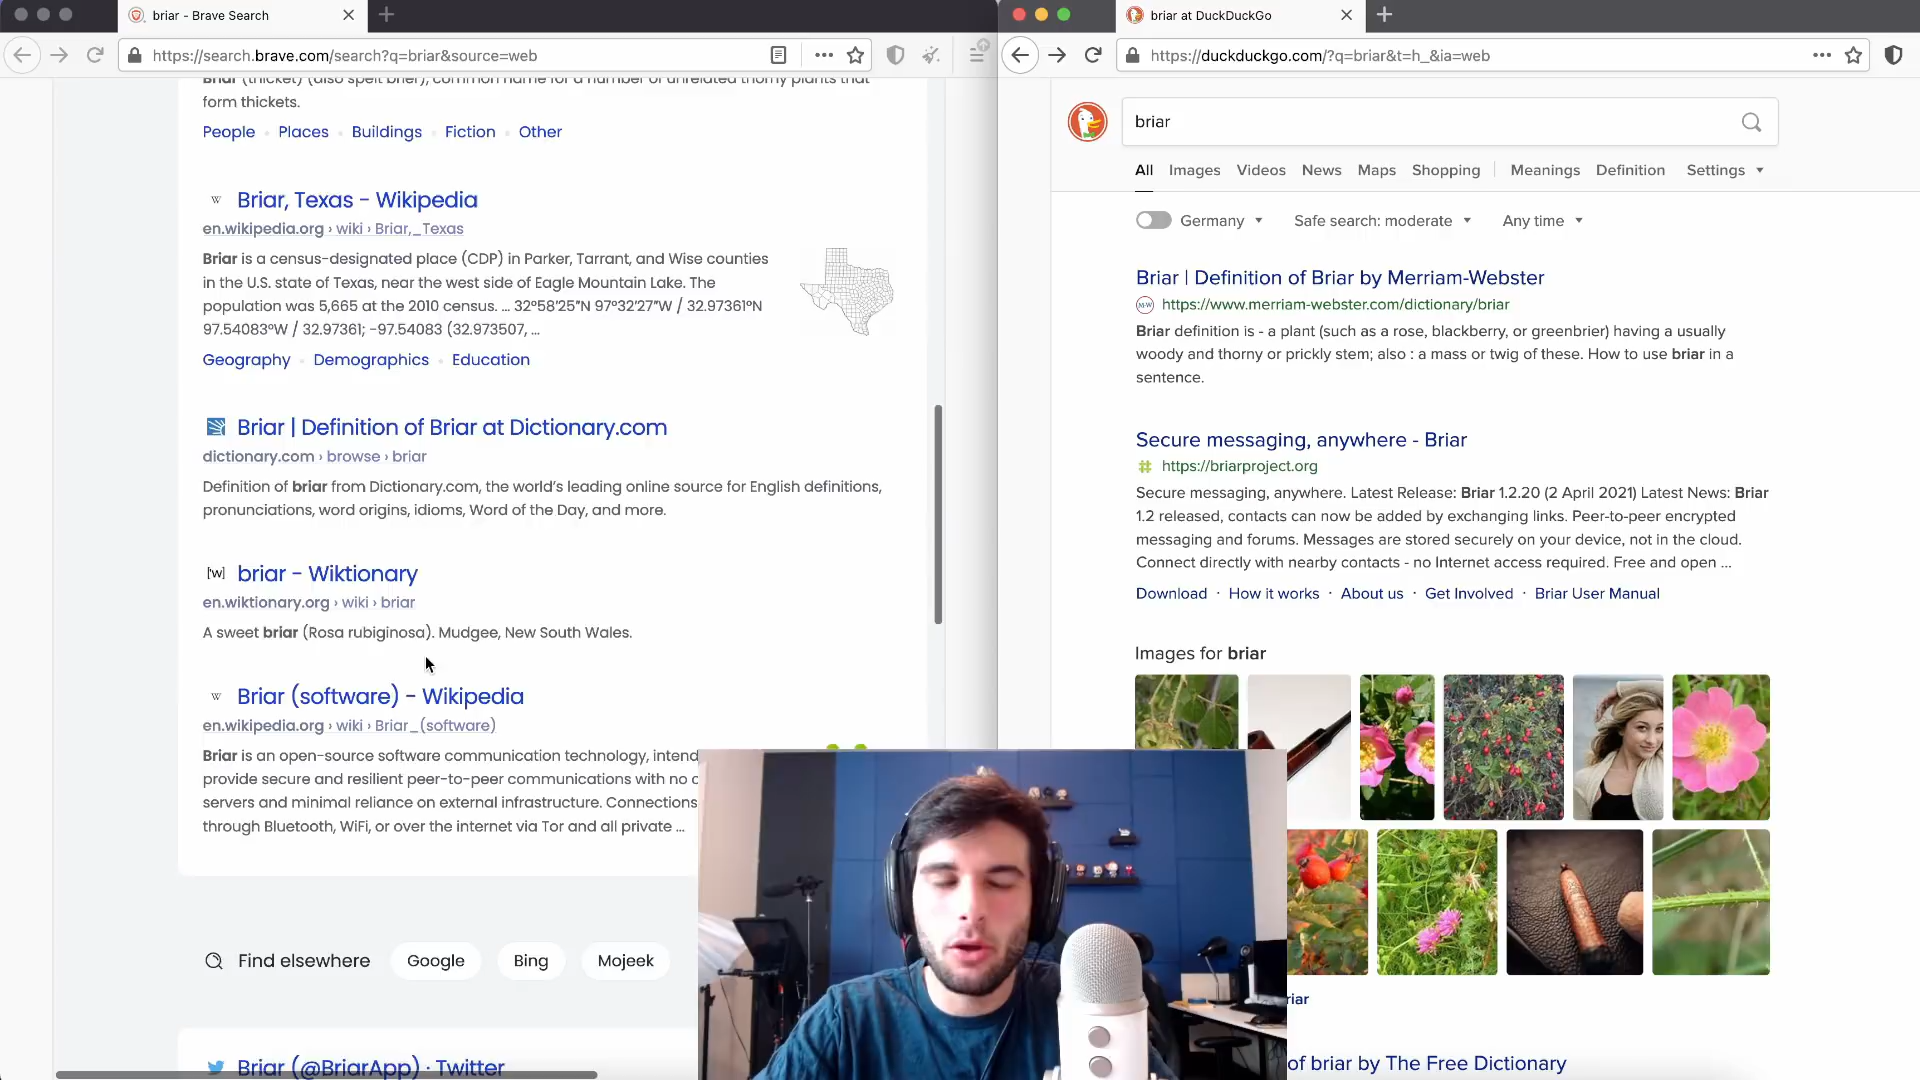 briar - Brave Search
https://search.brave.com/search?q=briar&source=web
Briar (thicket) (also spelt brier), common name for a number of unrelated thorny plants that
form thickets.
People • Places • Buildings • Fiction • Other
W Briar, Texas - Wikipedia
en.wikipedia.org › wiki › Briar,_Texas
Briar is a census-designated place (CDP) in Parker, Tarrant, and Wise counties
in the U.S. state of Texas, near the west side of Eagle Mountain Lake. The
population was 5,665 at the 2010 census. ... 32°58′25″N 97°32′27″W / 32.97361°N
97.54083°W / 32.97361; -97.54083 (32.973507, ...
Geography • Demographics • Education
Briar | Definition of Briar at Dictionary.com
dictionary.com › browse › briar
Definition of briar from Dictionary.com, the world's leading online source for English definitions,
pronunciations, word origins, idioms, Word of the Day, and more.
['w] briar - Wiktionary
en.wiktionary.org › wiki › briar
A sweet briar (Rosa rubiginosa). Mudgee, New South Wales.
W Briar (software) - Wikipedia
en.wikipedia.org › wiki › Briar_(software)
Briar is an open-source software communication technology, intend
provide secure and resilient peer-to-peer communications with no c
servers and minimal reliance on external infrastructure. Connections
through Bluetooth, WiFi, or over the internet via Tor and all private ...
Find elsewhere Google Bing Mojeek
Briar (@BriarApp) · Twitter
briar at DuckDuckGo
https://duckduckgo.com/?q=briar&t=h_&ia=web
briar
All Images Videos News Maps Shopping Meanings Definition Settings
Germany Safe search: moderate Any time
Briar | Definition of Briar by Merriam-Webster
https://www.merriam-webster.com/dictionary/briar
Briar definition is - a plant (such as a rose, blackberry, or greenbrier) having a usually
woody and thorny or prickly stem; also : a mass or twig of these. How to use briar in a
sentence.
Secure messaging, anywhere - Briar
https://briarproject.org
Secure messaging, anywhere. Latest Release: Briar 1.2.20 (2 April 2021) Latest News: Briar
1.2 released, contacts can now be added by exchanging links. Peer-to-peer encrypted
messaging and forums. Messages are stored securely on your device, not in the cloud.
Connect directly with nearby contacts - no Internet access required. Free and open ...
Download · How it works · About us · Get Involved · Briar User Manual
Images for briar
riar
of briar by The Free Dictionary